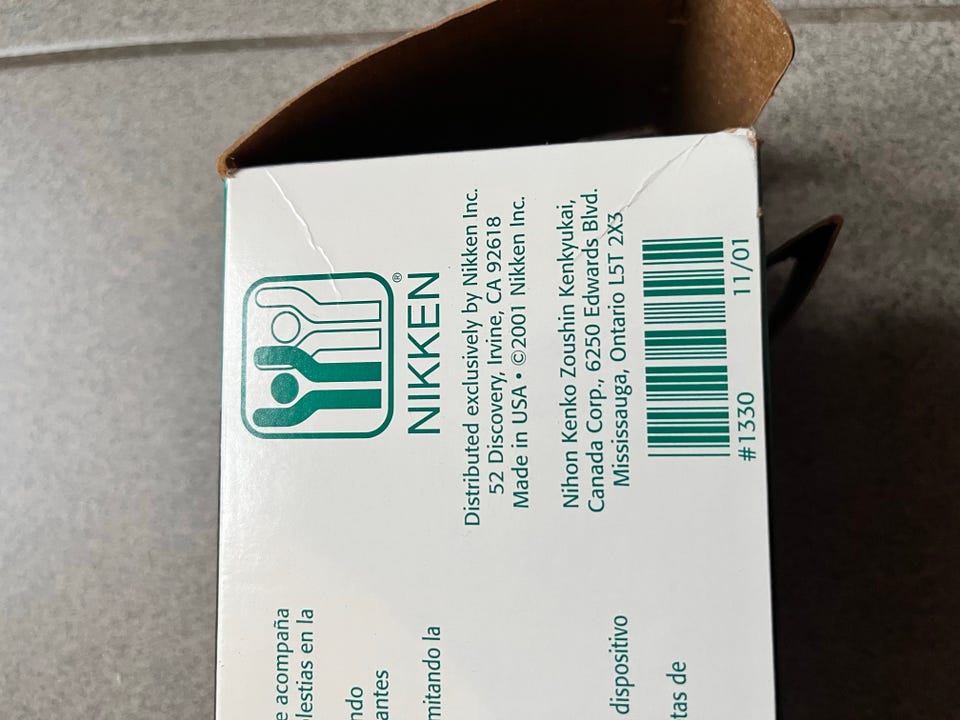 ®
NIKKEN
Distributed exclusively by Nikken Inc.
52 Discovery, Irvine, CA 92618
Made in USA • ©2001 Nikken Inc.
Nihon Kenko Zoushin Kenkyukai,
Canada Corp., 6250 Edwards Blvd.
Mississauga, Ontario L5T 2X3
#1330 11/01
e acompaña
lestias en la
ndo
antes
mitando la
dispositivo
tas de